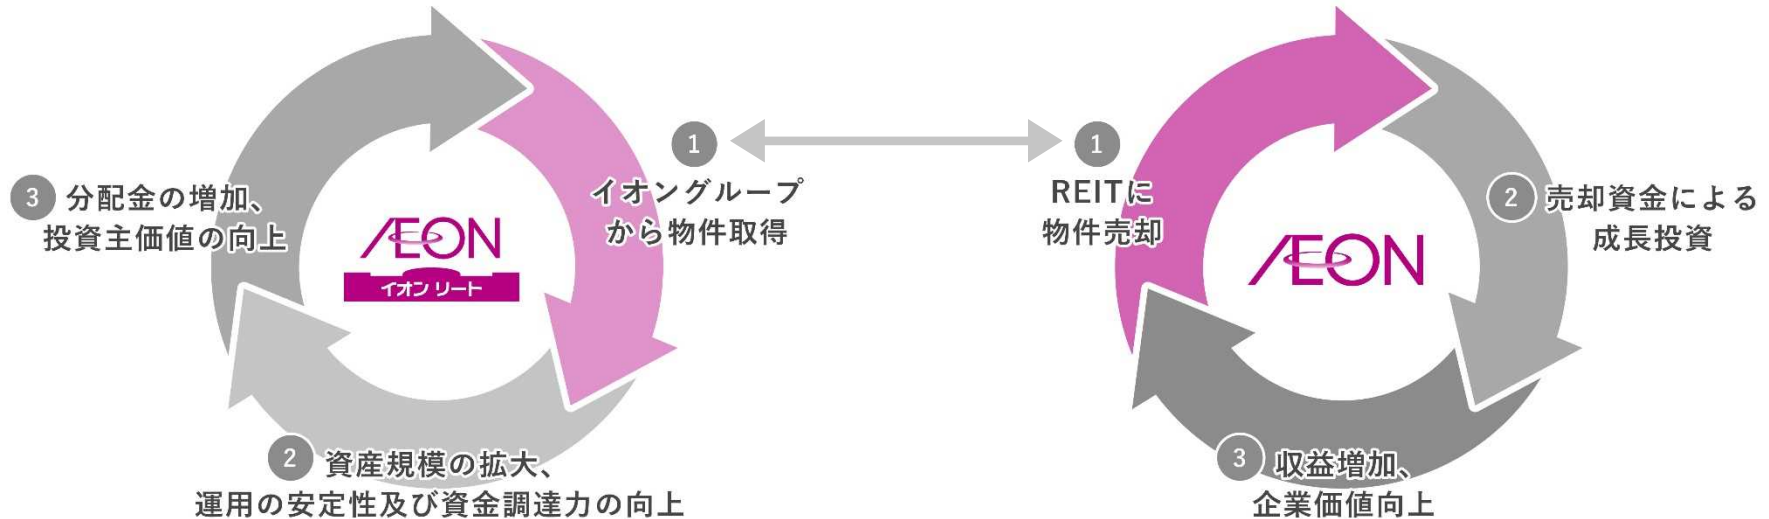 1
イオングループ
から物件取得
2
資産規模の拡大、
運用の安定性及び資金調達力の向上
3
分配金の増加、
投資主価値の向上
ÆON
イオン リート
1
REITに
物件売却
2
売却資金による
成長投資
3
収益増加、
企業価値向上
ÆON